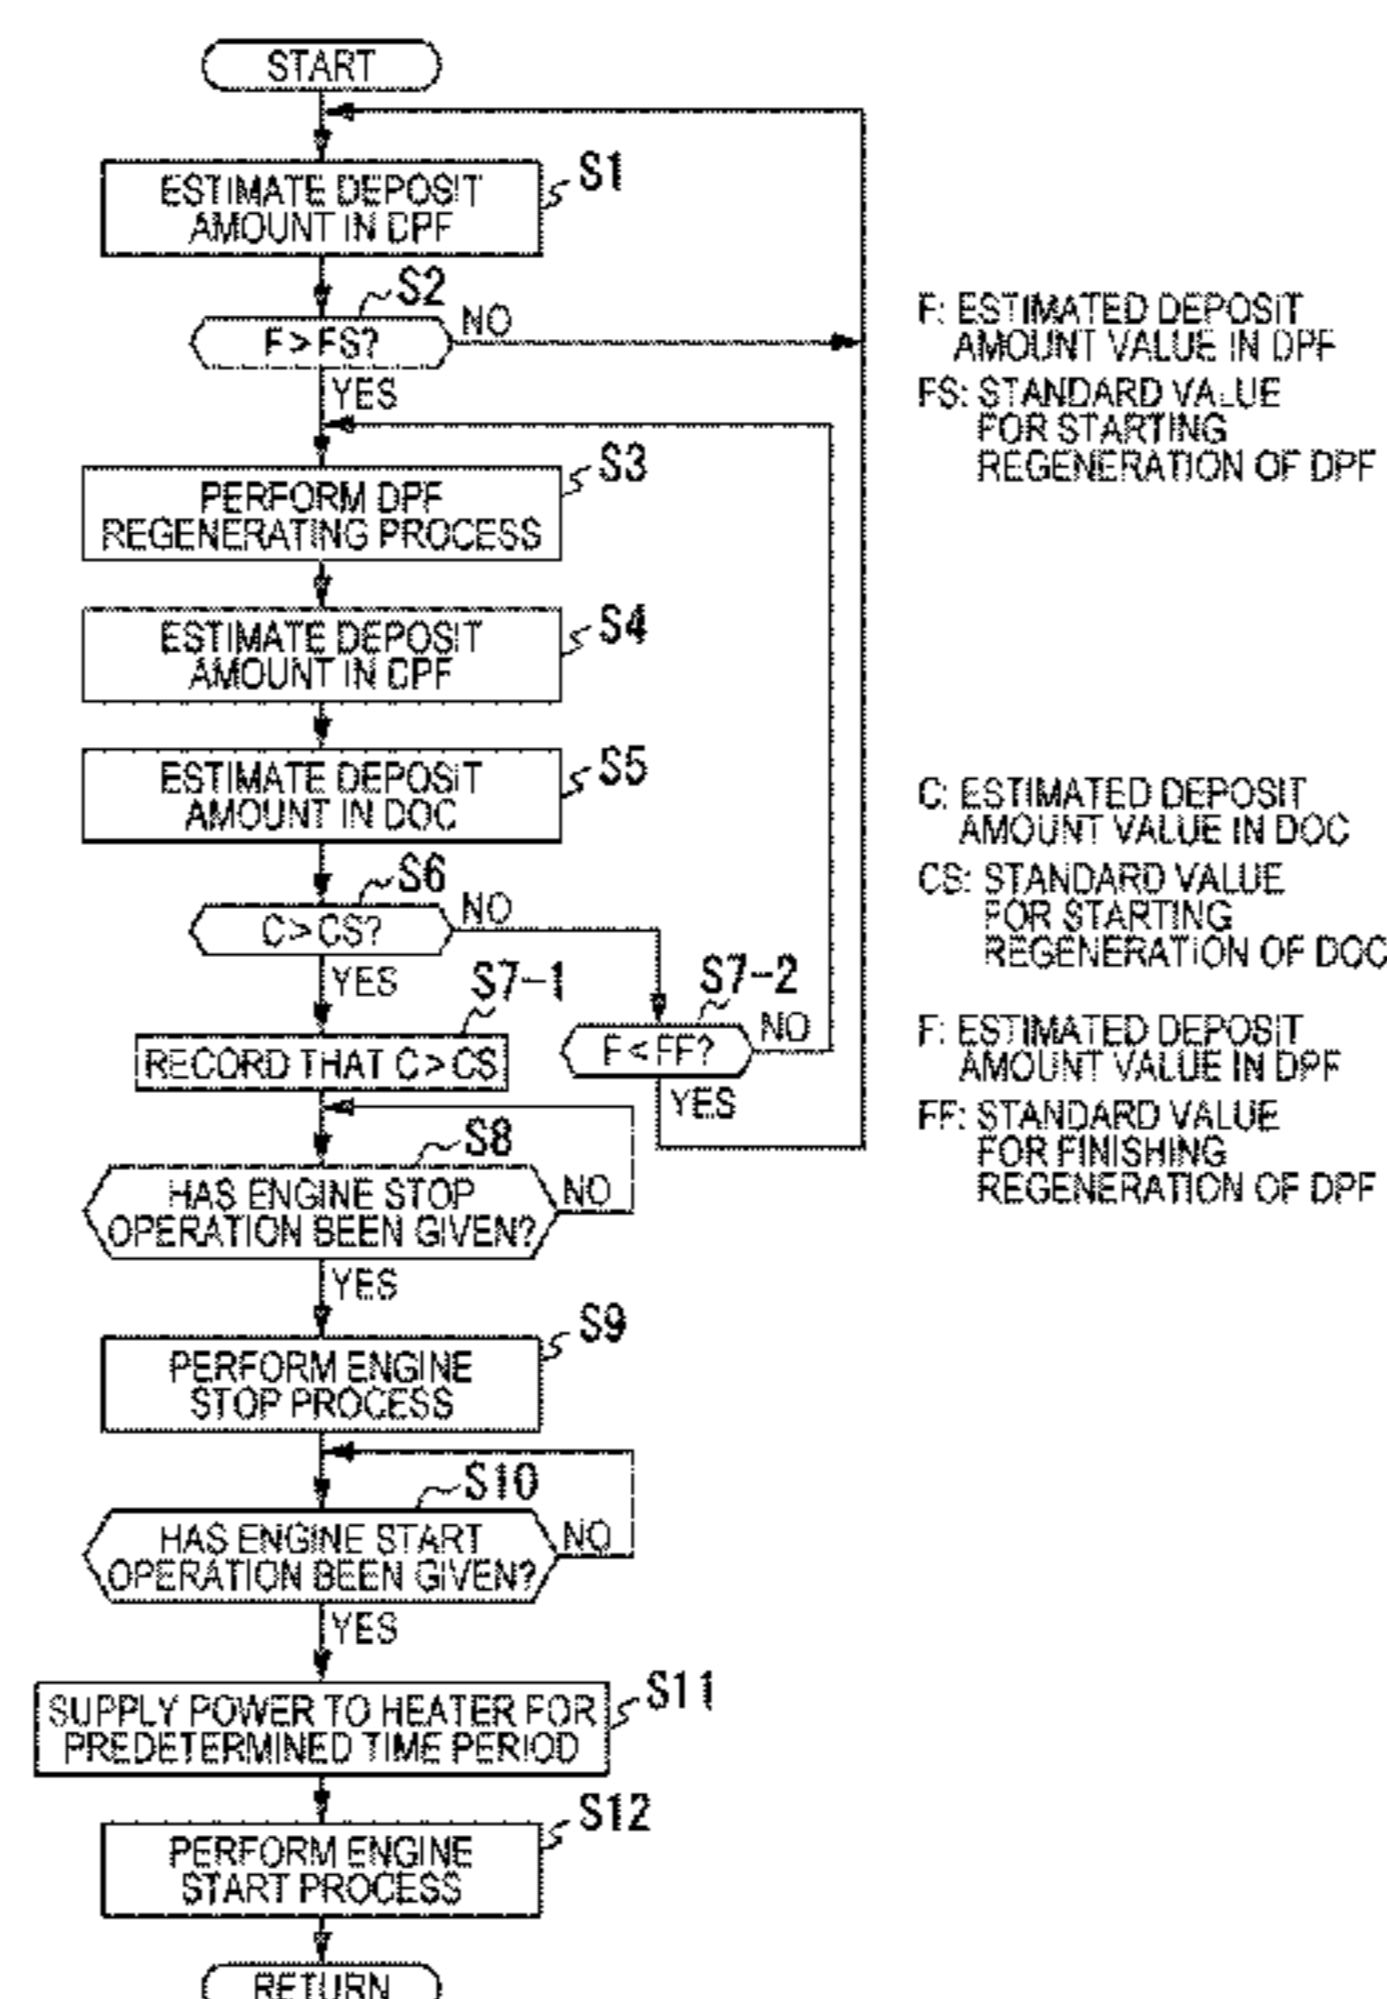 START
ESTIMATE DEPOSIT
AMOUNT IN DPF
S1
S2
F>FS?
NO
YES
F: ESTIMATED DEPOSIT
AMOUNT VALUE IN DPF
FS: STANDARD VALUE
FOR STARTING
REGENERATION OF DPF
PERFORM DPF
REGENERATING PROCESS
S3
ESTIMATE DEPOSIT
AMOUNT IN DPF
S4
ESTIMATE DEPOSIT
AMOUNT IN DOC
S5
C: ESTIMATED DEPOSIT
AMOUNT VALUE IN DOC
CS: STANDARD VALUE
FOR STARTING
REGENERATION OF DOC
S6
C>CS?
NO
YES
S7-1
RECORD THAT C>CS
S7-2
F<FF?
NO
YES
F: ESTIMATED DEPOSIT
AMOUNT VALUE IN DPF
FF: STANDARD VALUE
FOR FINISHING
REGENERATION OF DPF
S8
HAS ENGINE STOP
OPERATION BEEN GIVEN?
NO
YES
PERFORM ENGINE
STOP PROCESS
S9
S10
HAS ENGINE START
OPERATION BEEN GIVEN?
NO
YES
SUPPLY POWER TO HEATER FOR
PREDETERMINED TIME PERIOD
S11
PERFORM ENGINE
START PROCESS
S12
RETURN